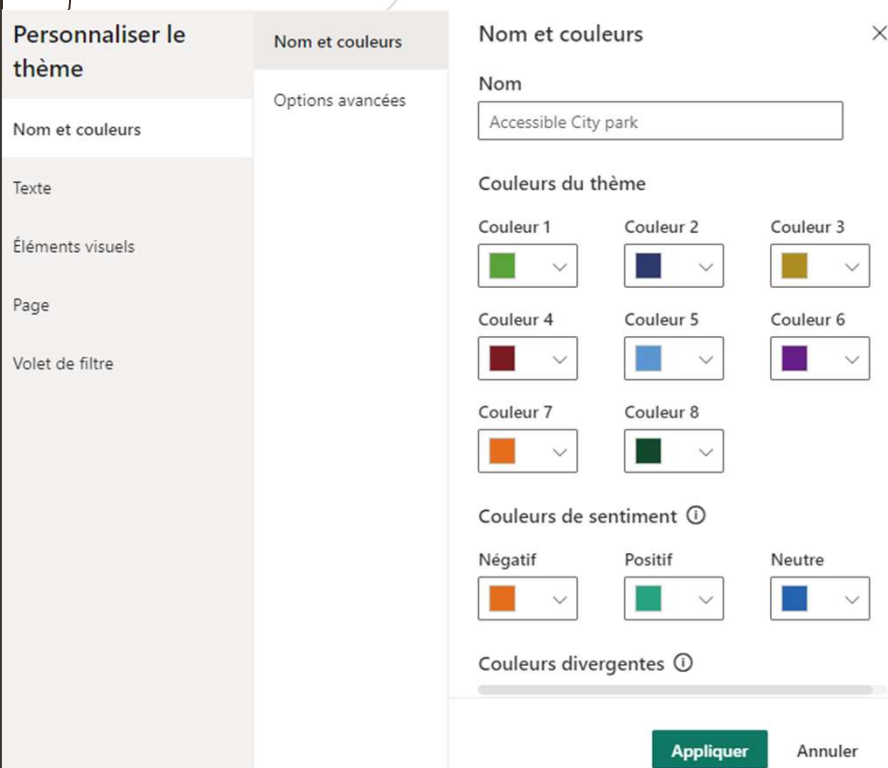 Personnaliser le
thème
Nom et couleurs
Texte
Éléments visuels
Page
Volet de filtre
Nom et couleurs
Options avancées
Nom et couleurs
Nom
Accessible City park
Couleurs du thème
Couleur 1 Couleur 2 Couleur 3
Couleur 4 Couleur 5 Couleur 6
Couleur 7 Couleur 8
Couleurs de sentiment
Négatif Positif Neutre
Couleurs divergentes
Appliquer Annuler